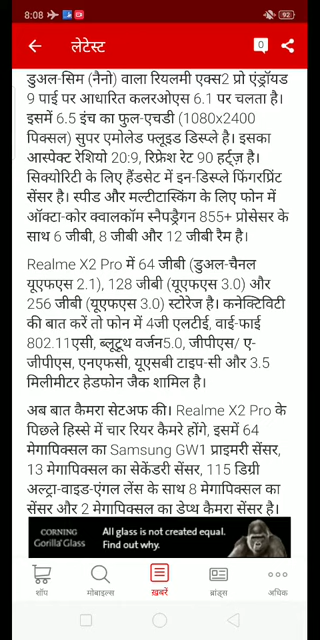 8:08
92
लेटेस्ट
0
डुअल-सिम (नैनो) वाला रियलमी एक्स2 प्रो एंड्रॉयड
9 पाई पर आधारित कलरओएस 6.1 पर चलता है।
इसमें 6.5 इंच का फुल-एचडी (1080x2400
पिक्सल) सुपर एमोलेड फ्लूइड डिस्प्ले है। इसका
आस्पेक्ट रेशियो 20:9, रिफ्रेश रेट 90 हर्ट्ज़ है।
सिक्योरिटी के लिए हैंडसेट में इन-डिस्प्ले फिंगरप्रिंट
सेंसर है। स्पीड और मल्टीटास्किंग के लिए फोन में
ऑक्टा-कोर क्वालकॉम स्नैपड्रैगन 855+ प्रोसेसर के
साथ 6 जीबी, 8 जीबी और 12 जीबी रैम है।
Realme X2 Pro में 64 जीबी (डुअल-चैनल
यूएफएस 2.1), 128 जीबी (यूएफएस 3.0) और
256 जीबी (यूएफएस 3.0) स्टोरेज है। कनेक्टिविटी
की बात करें तो फोन में 4जी एलटीई, वाई-फाई
802.11एसी, ब्लूटूथ वर्जन5.0, जीपीएस/ ए-
जीपीएस, एनएफसी, यूएसबी टाइप-सी और 3.5
मिलीमीटर हेडफोन जैक शामिल है।
अब बात कैमरा सेटअफ की। Realme X2 Pro के
पिछले हिस्से में चार रियर कैमरे होंगे, इसमें 64
मेगापिक्सल का Samsung GW1 प्राइमरी सेंसर,
13 मेगापिक्सल का सेकेंडरी सेंसर, 115 डिग्री
अल्ट्रा-वाइड-एंगल लेंस के साथ 8 मेगापिक्सल का
सेंसर और 2 मेगापिक्सल का डेप्थ कैमरा सेंसर है।
CORNING
Gorilla Glass
All glass is not created equal.
Find out why.
शॉप
मोबाइल्स
ख़बरें
ब्रांड्स
अधिक